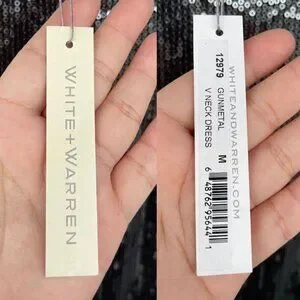 WHITE+WARREN
WHITEANDWARREN.COM
12979
GUNMETAL M
V NECK DRESS
6 48762 95644 1